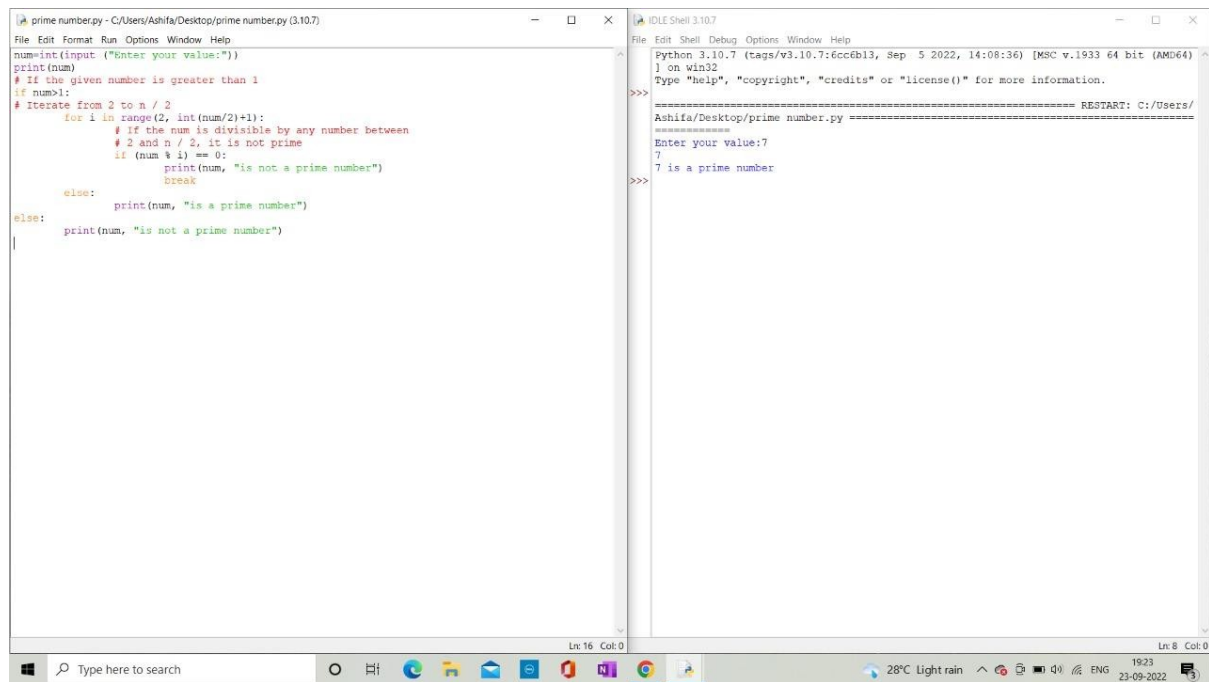 prime number.py - C:/Users/Ashifa/Desktop/prime number.py (3.10.7)
File Edit Format Run Options Window Help
num=int(input ("Enter your value:"))
print(num)
# If the given number is greater than 1
if num>1:
# Iterate from 2 to n / 2
for i in range(2, int(num/2)+1):
# If the num is divisible by any number between
# 2 and n / 2, it is not prime
if (num % i) == 0:
print(num, "is not a prime number")
break
else:
print(num, "is a prime number")
else:
print(num, "is not a prime number")
Ln: 16 Col: 0
IDLE Shell 3.10.7
File Edit Shell Debug Options Window Help
Python 3.10.7 (tags/v3.10.7:6cc6b13, Sep  5 2022, 14:08:36) [MSC v.1933 64 bit (AMD64)
] on win32
Type "help", "copyright", "credits" or "license()" for more information.
>>>
=================================================================== RESTART: C:/Users/
Ashifa/Desktop/prime number.py =======================================================
============
Enter your value:7
7
7 is a prime number
>>>
Ln: 8 Col: 0
Type here to search
28°C Light rain
ENG
19:23
23-09-2022
3